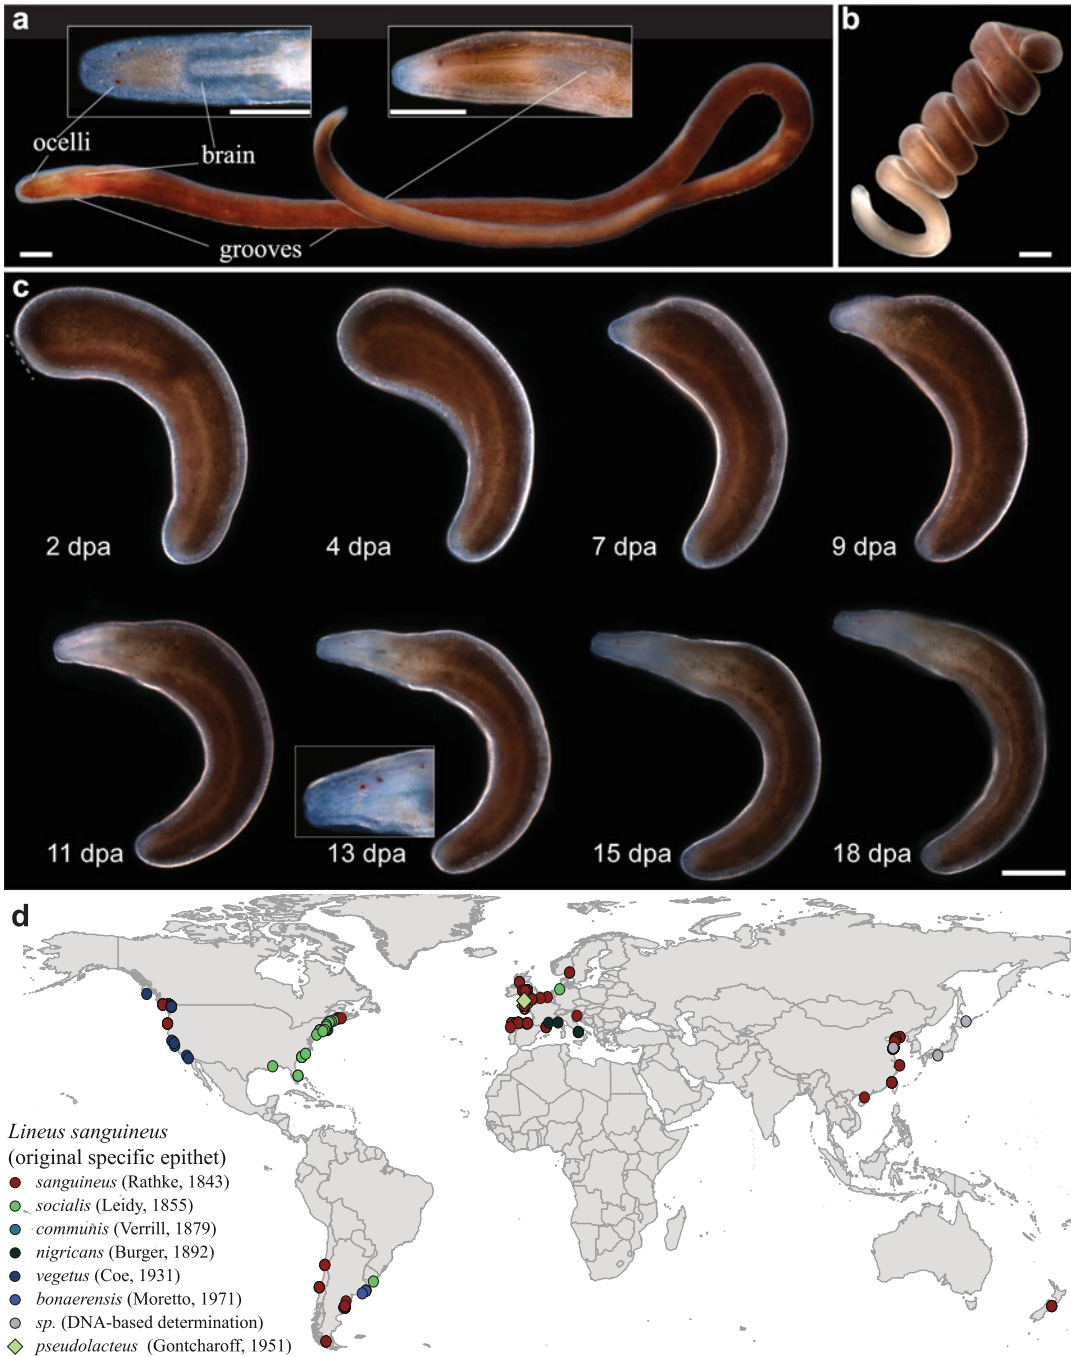 a
b
ocelli
brain
grooves
c
2 dpa
4 dpa
7 dpa
9 dpa
11 dpa
13 dpa
15 dpa
18 dpa
d
Lineus sanguineus
(original specific epithet)
sanguineus (Rathke, 1843)
socialis (Leidy, 1855)
communis (Verrill, 1879)
nigricans (Burger, 1892)
vegetus (Coe, 1931)
bonaerensis (Moretto, 1971)
sp. (DNA-based determination)
pseudolacteus (Gontcharoff, 1951)